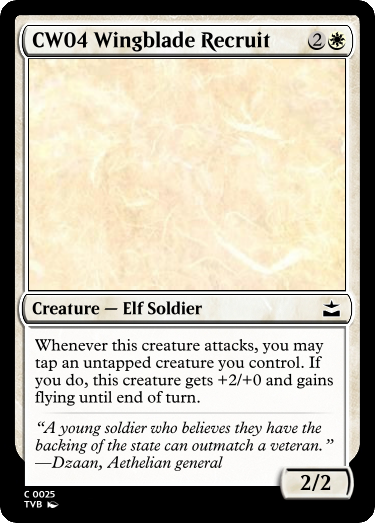 CW04 Wingblade Recruit 2
Creature — Elf Soldier
Whenever this creature attacks, you may
tap an untapped creature you control. If
you do, this creature gets +2/+0 and gains
flying until end of turn.
“A young soldier who believes they have the
backing of the state can outmatch a veteran.”
—Dzaan, Aethelian general
2/2
C 0025
TVB